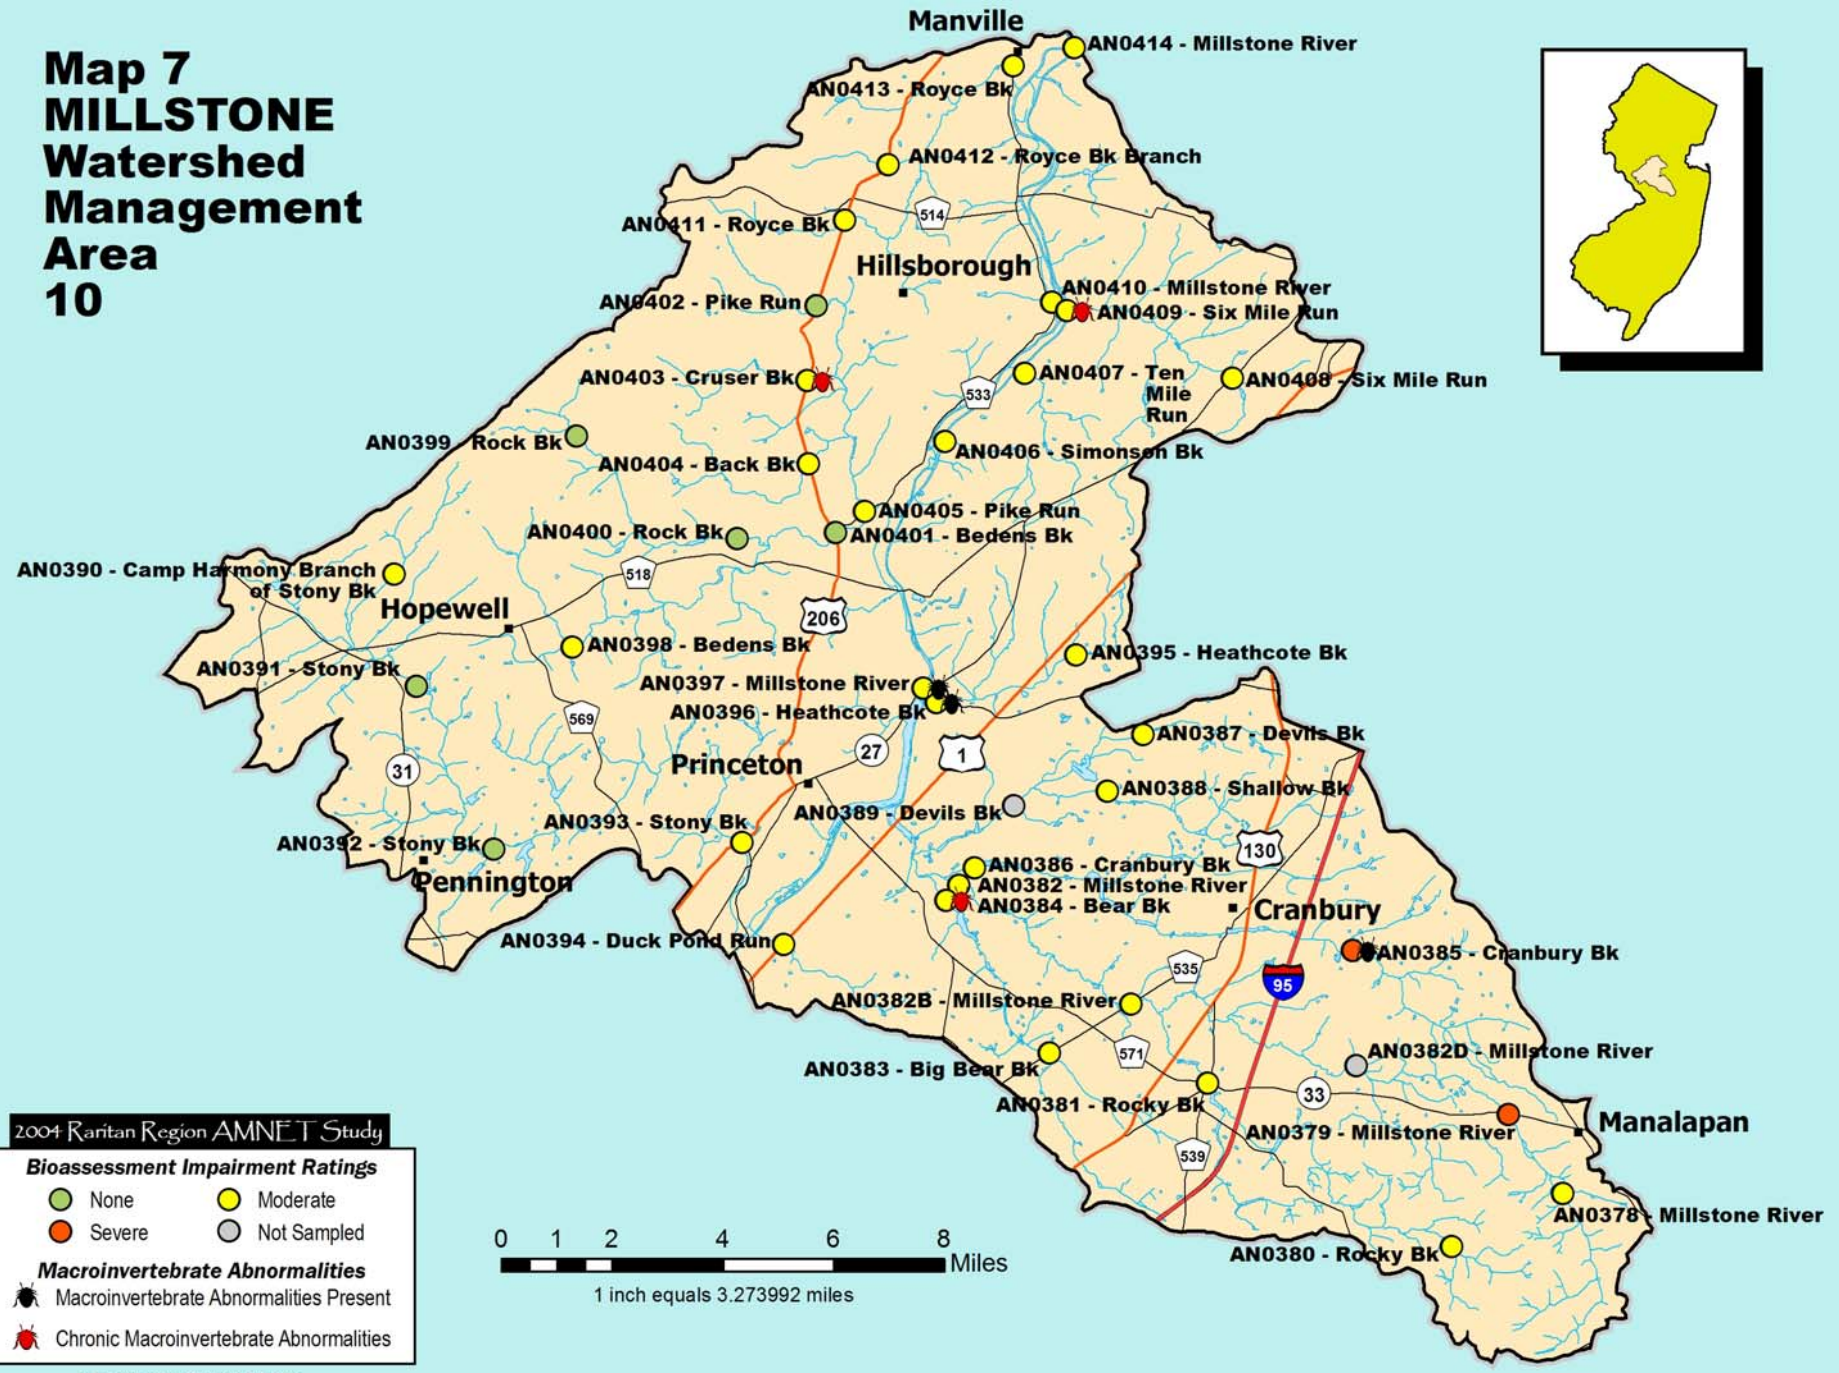 Map 7
MILLSTONE
Watershed
Management
Area
10
Manville
AN0414 - Millstone River
AN0413 - Royce Bk
AN0412 - Royce Bk Branch
514
AN0411 - Royce Bk
Hillsborough
AN0410 - Millstone River
AN0402 - Pike Run
AN0409 - Six Mile Run
AN0403 - Cruser Bk
AN0407 - Ten
Mile
Run
AN0408 - Six Mile Run
533
AN0399 - Rock Bk
AN0406 - Simonson Bk
AN0404 - Back Bk
AN0405 - Pike Run
AN0400 - Rock Bk
AN0401 - Bedens Bk
AN0390 - Camp Harmony Branch
of Stony Bk
518
Hopewell
206
AN0398 - Bedens Bk
AN0395 - Heathcote Bk
AN0391 - Stony Bk
AN0397 - Millstone River
AN0396 - Heathcote Bk
569
AN0387 - Devils Bk
27
1
31
Princeton
AN0388 - Shallow Bk
AN0389 - Devils Bk
AN0393 - Stony Bk
AN0392 - Stony Bk
130
AN0386 - Cranbury Bk
Pennington
AN0382 - Millstone River
AN0384 - Bear Bk
Cranbury
AN0394 - Duck Pond Run
AN0385 - Cranbury Bk
535
95
AN0382B - Millstone River
571
AN0382D - Millstone River
AN0383 - Big Bear Bk
33
AN0381 - Rocky Bk
Manalapan
AN0379 - Millstone River
539
AN0378 - Millstone River
AN0380 - Rocky Bk
2004 Raritan Region AMNET Study
Bioassessment Impairment Ratings
None Moderate
Severe Not Sampled
Macroinvertebrate Abnormalities
Macroinvertebrate Abnormalities Present
Chronic Macroinvertebrate Abnormalities
0 1 2 4 6 8
Miles
1 inch equals 3.273992 miles